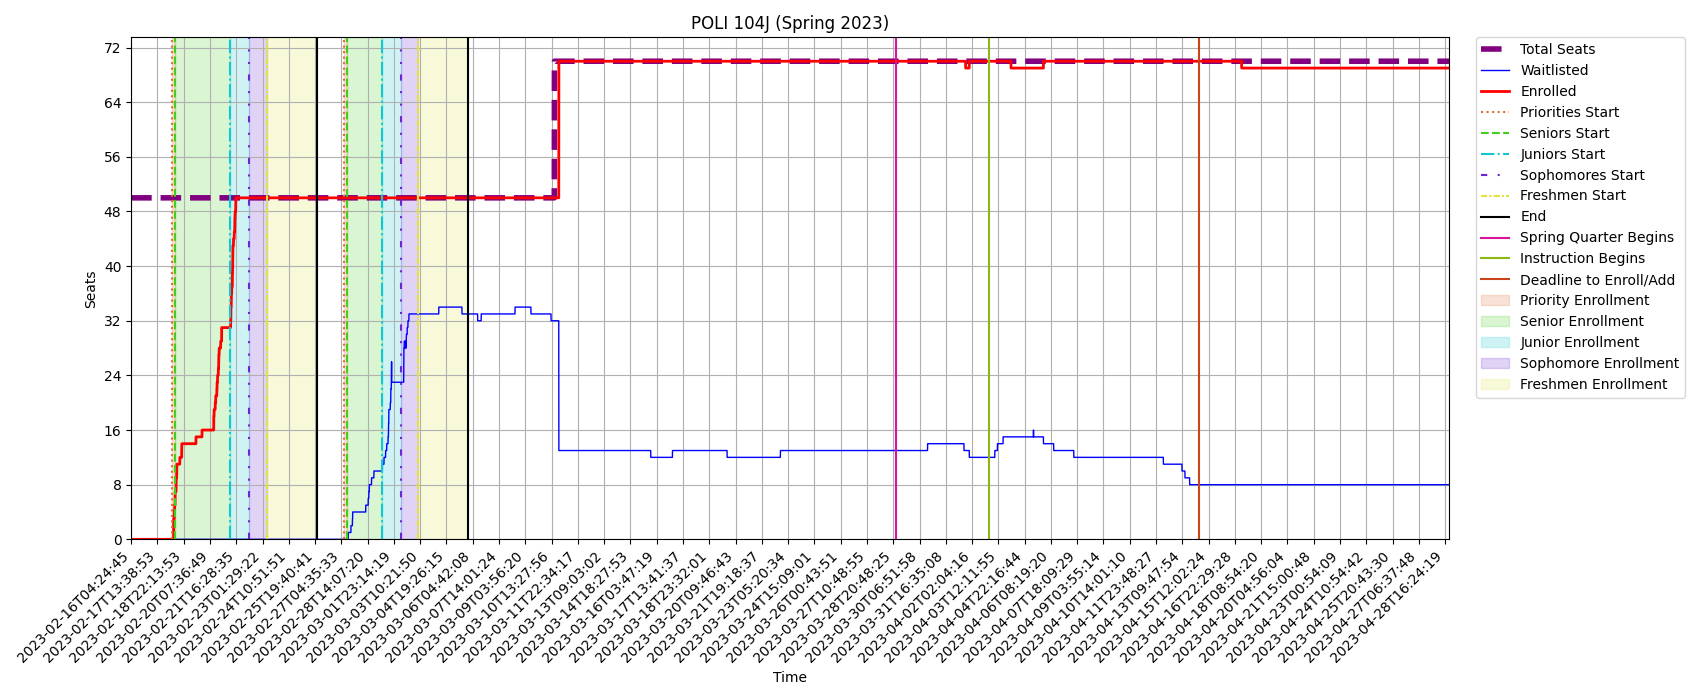 POLI 104J (Spring 2023)
Seats
72
64
56
48
40
32
24
16
8
0
2023-02-16T04:24:45
2023-02-17T13:38:53
2023-02-18T22:13:53
2023-02-20T07:36:49
2023-02-21T16:28:35
2023-02-23T01:29:22
2023-02-24T10:51:51
2023-02-25T19:40:41
2023-02-27T04:35:33
2023-02-28T14:07:20
2023-03-01T23:14:19
2023-03-03T10:21:50
2023-03-04T19:26:15
2023-03-06T04:42:08
2023-03-07T14:01:24
2023-03-09T03:56:20
2023-03-10T13:27:56
2023-03-11T22:34:17
2023-03-13T09:03:02
2023-03-14T18:27:53
2023-03-16T03:47:19
2023-03-17T13:41:37
2023-03-18T23:32:01
2023-03-20T09:46:43
2023-03-21T19:18:37
2023-03-23T05:20:34
2023-03-24T15:09:01
2023-03-26T00:43:51
2023-03-27T10:48:55
2023-03-28T20:48:25
2023-03-30T06:51:58
2023-03-31T16:35:08
2023-04-02T02:04:16
2023-04-03T12:11:55
2023-04-04T22:16:44
2023-04-06T08:19:20
2023-04-07T18:09:29
2023-04-09T03:55:14
2023-04-10T14:01:10
2023-04-11T23:48:27
2023-04-13T09:47:54
2023-04-15T12:02:24
2023-04-16T22:29:28
2023-04-18T08:54:20
2023-04-20T04:56:04
2023-04-21T15:00:48
2023-04-23T00:54:09
2023-04-24T10:54:42
2023-04-25T20:43:30
2023-04-27T06:37:48
2023-04-28T16:24:19
Time
Total Seats
Waitlisted
Enrolled
Priorities Start
Seniors Start
Juniors Start
Sophomores Start
Freshmen Start
End
Spring Quarter Begins
Instruction Begins
Deadline to Enroll/Add
Priority Enrollment
Senior Enrollment
Junior Enrollment
Sophomore Enrollment
Freshmen Enrollment